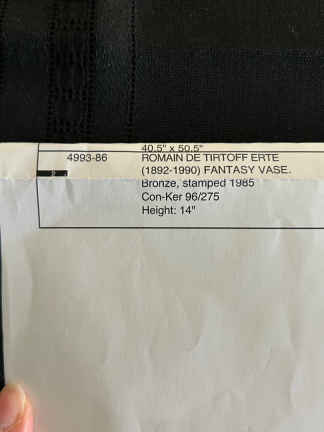 40.5" x 50.5"
4993-86 ROMAIN DE TIRTOFF ERTE
(1892-1990) FANTASY VASE.
Bronze, stamped 1985
Con-Ker 96/275
Height: 14"